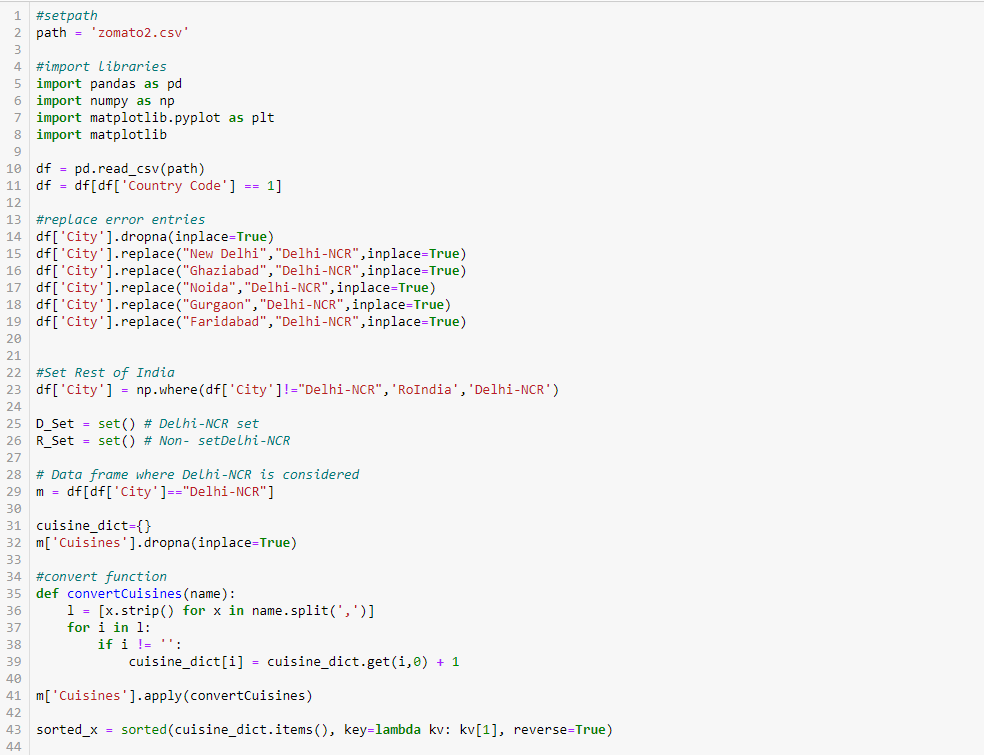 1 #setpath
2 path = 'zomato2.csv'
3
4 #import libraries
5 import pandas as pd
6 import numpy as np
7 import matplotlib.pyplot as plt
8 import matplotlib
9
10 df = pd.read_csv(path)
11 df = df[df['Country Code'] == 1]
12
13 #replace error entries
14 df['City'].dropna(inplace=True)
15 df['City'].replace("New Delhi","Delhi-NCR",inplace=True)
16 df['City'].replace("Ghaziabad","Delhi-NCR",inplace=True)
17 df['City'].replace("Noida","Delhi-NCR",inplace=True)
18 df['City'].replace("Gurgaon","Delhi-NCR",inplace=True)
19 df['City'].replace("Faridabad","Delhi-NCR",inplace=True)
20
21
22 #Set Rest of India
23 df['City'] = np.where(df['City']!="Delhi-NCR",'RoIndia','Delhi-NCR')
24
25 D_Set = set() # Delhi-NCR set
26 R_Set = set() # Non- setDelhi-NCR
27
28 # Data frame where Delhi-NCR is considered
29 m = df[df['City']=="Delhi-NCR"]
30
31 cuisine_dict={}
32 m['Cuisines'].dropna(inplace=True)
33
34 #convert function
35 def convertCuisines(name):
36     l = [x.strip() for x in name.split(',')]
37     for i in l:
38         if i != '':
39             cuisine_dict[i] = cuisine_dict.get(i,0) + 1
40
41 m['Cuisines'].apply(convertCuisines)
42
43 sorted_x = sorted(cuisine_dict.items(), key=lambda kv: kv[1], reverse=True)
44